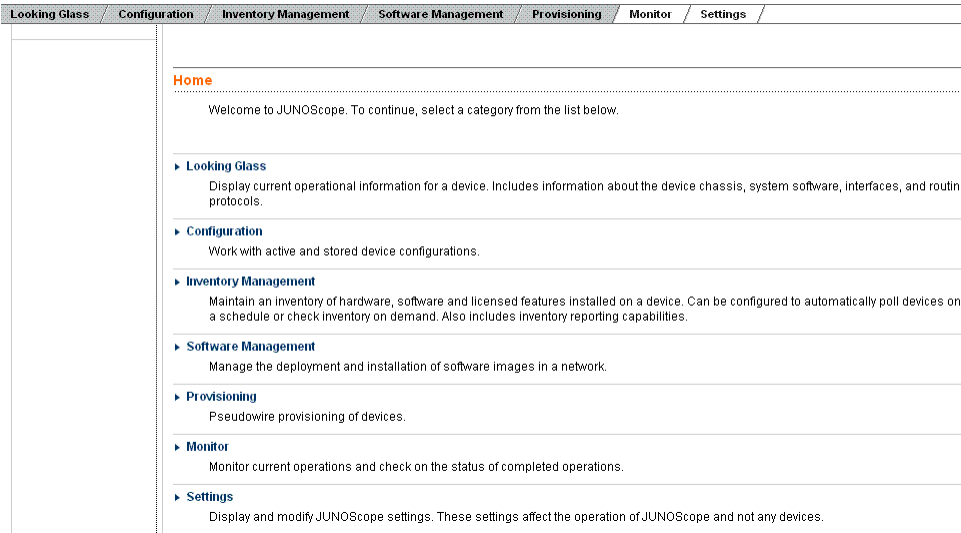 Looking Glass / Configuration / Inventory Management / Software Management / Provisioning / Monitor / Settings /
Home
Welcome to JUNOScope. To continue, select a category from the list below.
Looking Glass
Display current operational information for a device. Includes information about the device chassis, system software, interfaces, and routin
protocols.
Configuration
Work with active and stored device configurations.
Inventory Management
Maintain an inventory of hardware, software and licensed features installed on a device. Can be configured to automatically poll devices on
a schedule or check inventory on demand. Also includes inventory reporting capabilities.
Software Management
Manage the deployment and installation of software images in a network.
Provisioning
Pseudowire provisioning of devices.
Monitor
Monitor current operations and check on the status of completed operations.
Settings
Display and modify JUNOScope settings. These settings affect the operation of JUNOScope and not any devices.